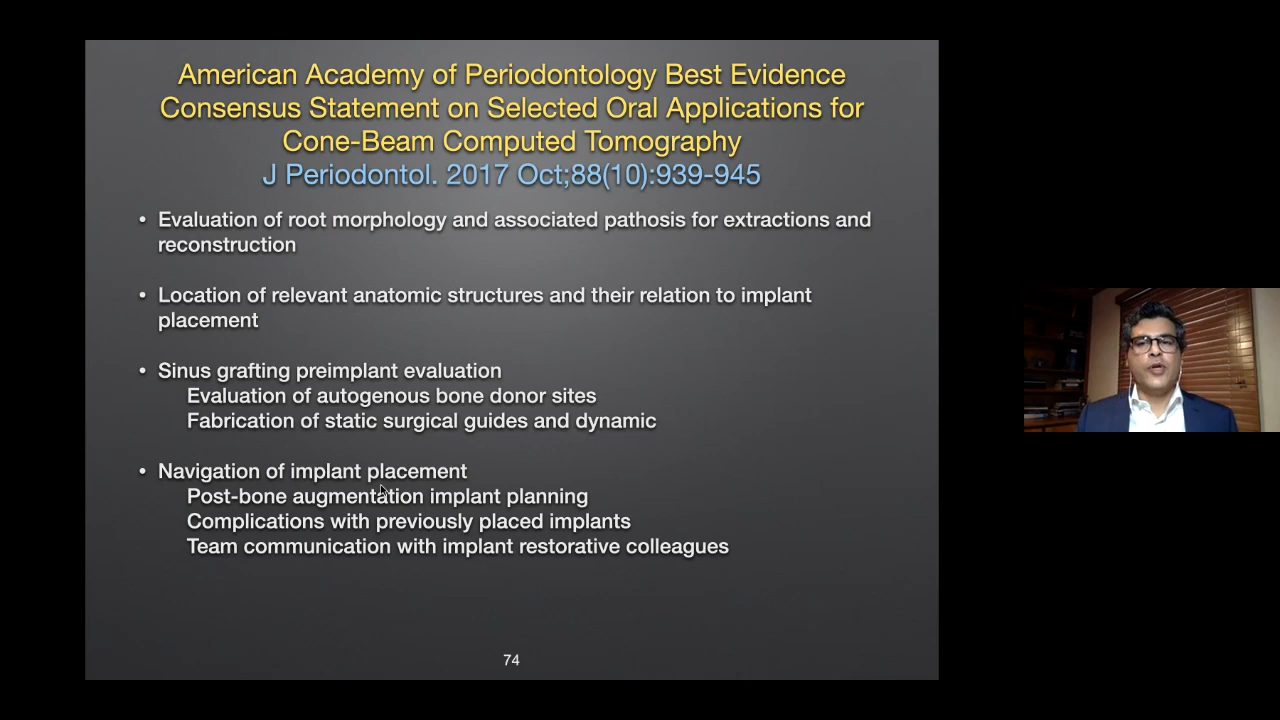 American Academy of Periodontology Best Evidence
Consensus Statement on Selected Oral Applications for
Cone-Beam Computed Tomography
J Periodontol. 2017 Oct;88(10):939-945
• Evaluation of root morphology and associated pathosis for extractions and
reconstruction
• Location of relevant anatomic structures and their relation to implant
placement
• Sinus grafting preimplant evaluation
Evaluation of autogenous bone donor sites
Fabrication of static surgical guides and dynamic
• Navigation of implant placement
Post-bone augmentation implant planning
Complications with previously placed implants
Team communication with implant restorative colleagues
74